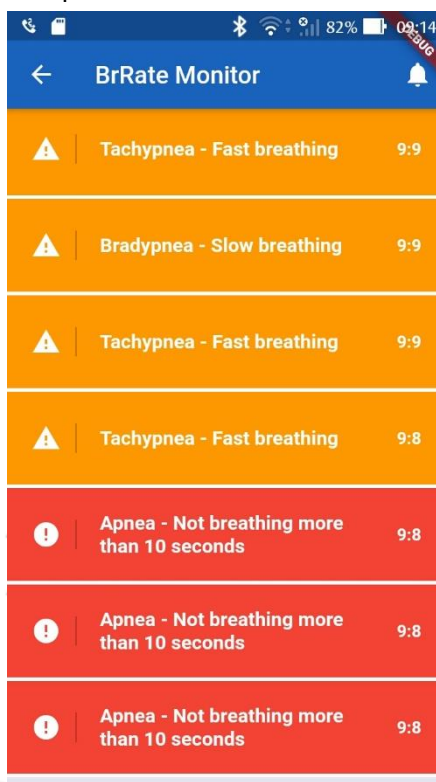 82% 09:14
DEBUG
BrRate Monitor
Tachypnea - Fast breathing 9:9
Bradypnea - Slow breathing 9:9
Tachypnea - Fast breathing 9:9
Tachypnea - Fast breathing 9:8
Apnea - Not breathing more
than 10 seconds 9:8
Apnea - Not breathing more
than 10 seconds 9:8
Apnea - Not breathing more
than 10 seconds 9:8